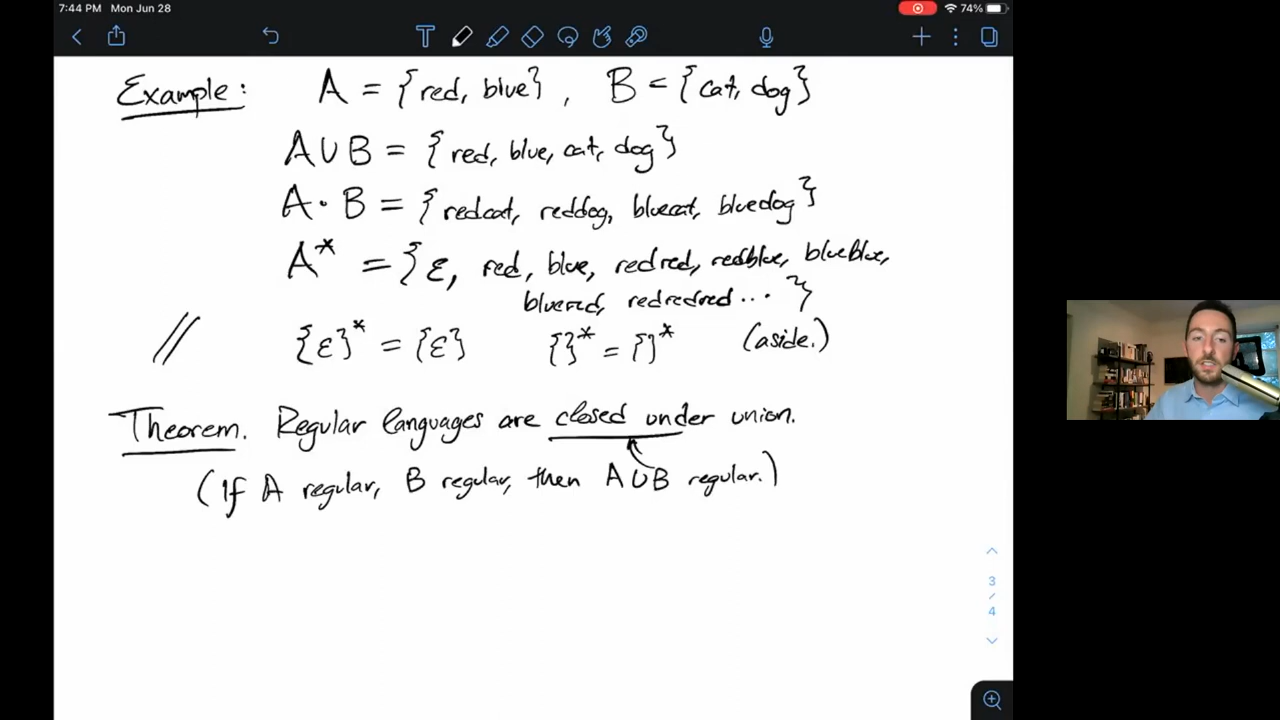 7:44 PM Mon Jun 28 74%
Example: A = {red, blue}, B = {cat, dog}
A∪B = {red, blue, cat, dog}
A·B = {redcat, reddog, bluecat, bluedog}
A* = {ε, red, blue, redred, redblue, blueblue,
bluered, redredred ... }
// {ε}* = {ε} {}* = {}* (aside.)
Theorem. Regular languages are closed under union.
(If A regular, B regular, then A∪B regular.)
3
/
4